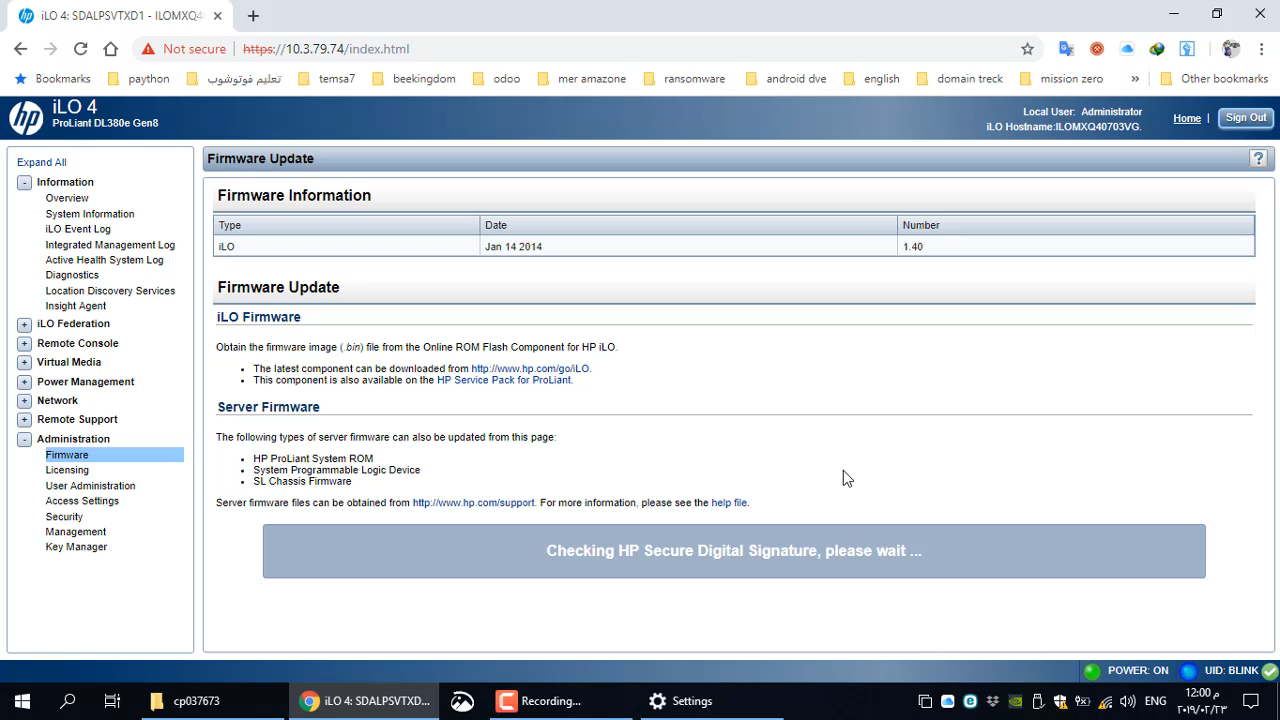 iLO 4: SDALPSVTXD1 - ILOMXQ4
Not secure
https://10.3.79.74/index.html
Bookmarks
paython
تعليم فوتوشوب
temsa7
beekingdom
odoo
mer amazone
ransomware
android dve
english
domain treck
mission zero
»
Other bookmarks
hp
iLO 4
ProLiant DL380e Gen8
Local User: Administrator
iLO Hostname:ILOMXQ40703VG.
Home |
Sign Out
Expand All
Information
Overview
System Information
iLO Event Log
Integrated Management Log
Active Health System Log
Diagnostics
Location Discovery Services
Insight Agent
iLO Federation
Remote Console
Virtual Media
Power Management
Network
Remote Support
Administration
Firmware
Licensing
User Administration
Access Settings
Security
Management
Key Manager
Firmware Update
?
Firmware Information
Type Date Number
iLO Jan 14 2014 1.40
Firmware Update
iLO Firmware
Obtain the firmware image (.bin) file from the Online ROM Flash Component for HP iLO.
• The latest component can be downloaded from http://www.hp.com/go/iLO.
• This component is also available on the HP Service Pack for ProLiant.
Server Firmware
The following types of server firmware can also be updated from this page:
• HP ProLiant System ROM
• System Programmable Logic Device
• SL Chassis Firmware
Server firmware files can be obtained from http://www.hp.com/support. For more information, please see the help file.
Checking HP Secure Digital Signature, please wait ...
POWER: ON
UID: BLINK
cp037673
iLO 4: SDALPSVTXD...
Recording...
Settings
ENG
12:00 م
٢٠١٩/٠٢/٢٣